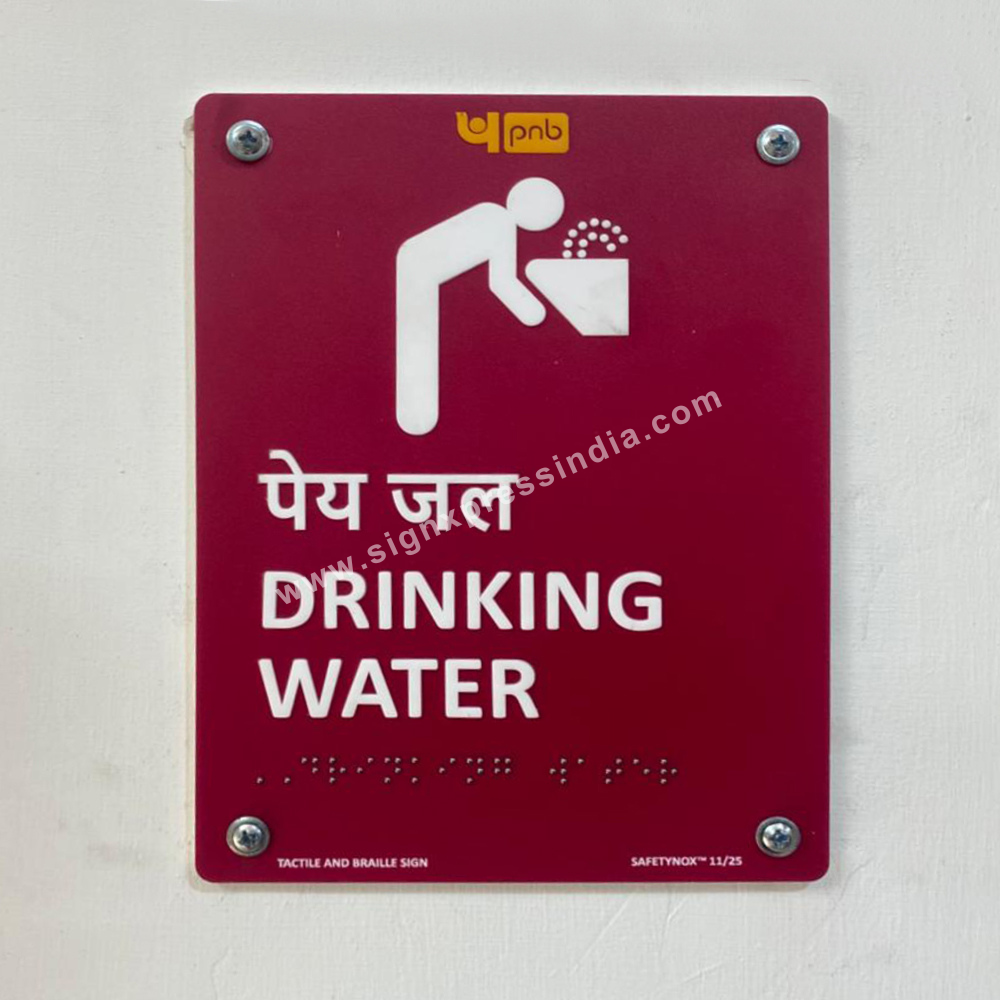 pnb
पेय जल
DRINKING
WATER
⠠⠠⠙⠗⠊⠝⠅⠊⠝⠛ ⠺⠁⠞⠑⠗
TACTILE AND BRAILLE SIGN
SAFETYNOX™ 11/25
www.signxpressindia.com